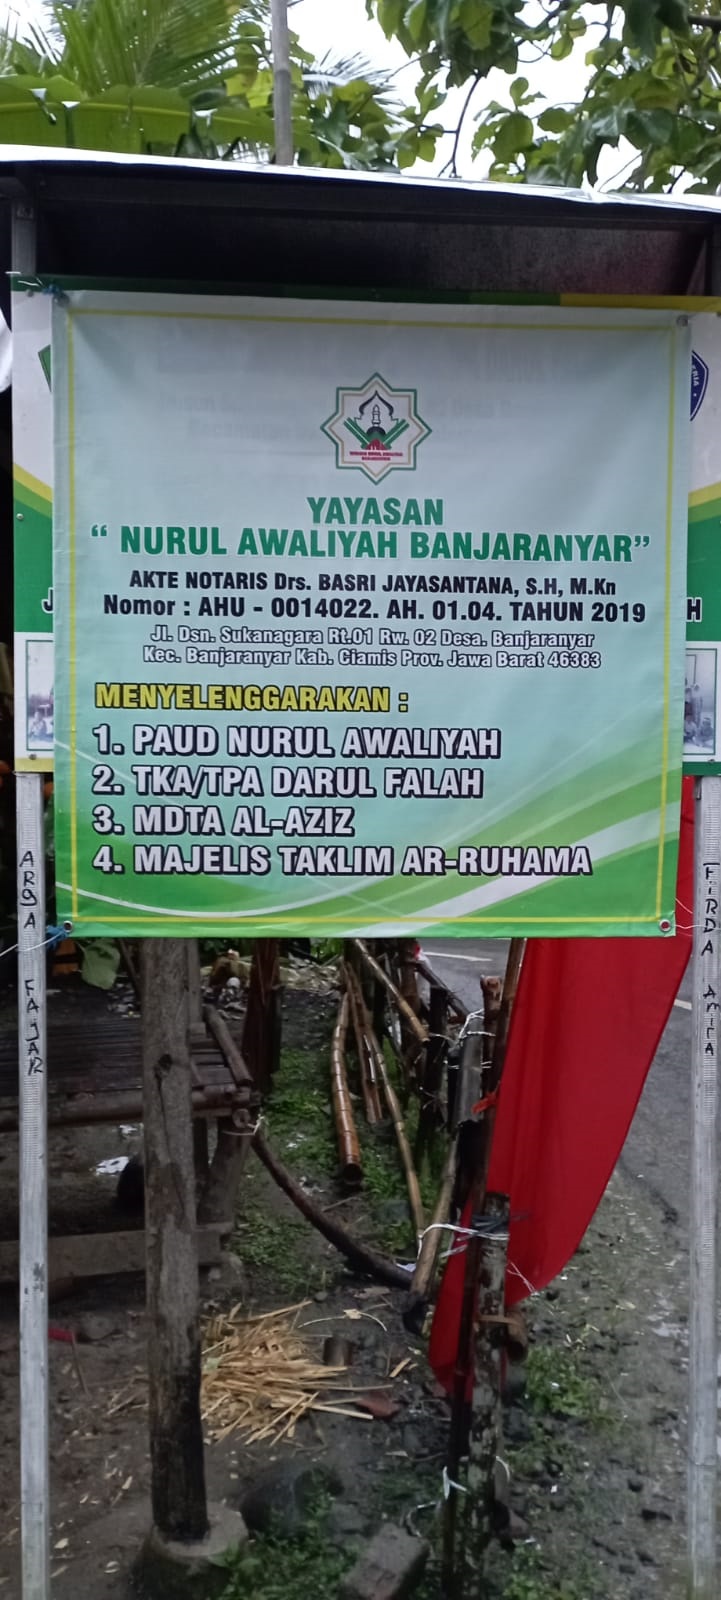 YAYASAN
“ NURUL AWALIYAH BANJARANYAR”
AKTE NOTARIS Drs. BASRI JAYASANTANA, S.H, M.Kn
Nomor : AHU - 0014022. AH. 01.04. TAHUN 2019
Jl. Dsn. Sukanagara Rt.01 Rw. 02 Desa. Banjaranyar
Kec. Banjaranyar Kab. Ciamis Prov. Jawa Barat 46383
MENYELENGGARAKAN :
1. PAUD NURUL AWALIYAH
2. TKA/TPA DARUL FALAH
3. MDTA AL-AZIZ
4. MAJELIS TAKLIM AR-RUHAMA
ARGA FAJAR
FIRDA AMITA